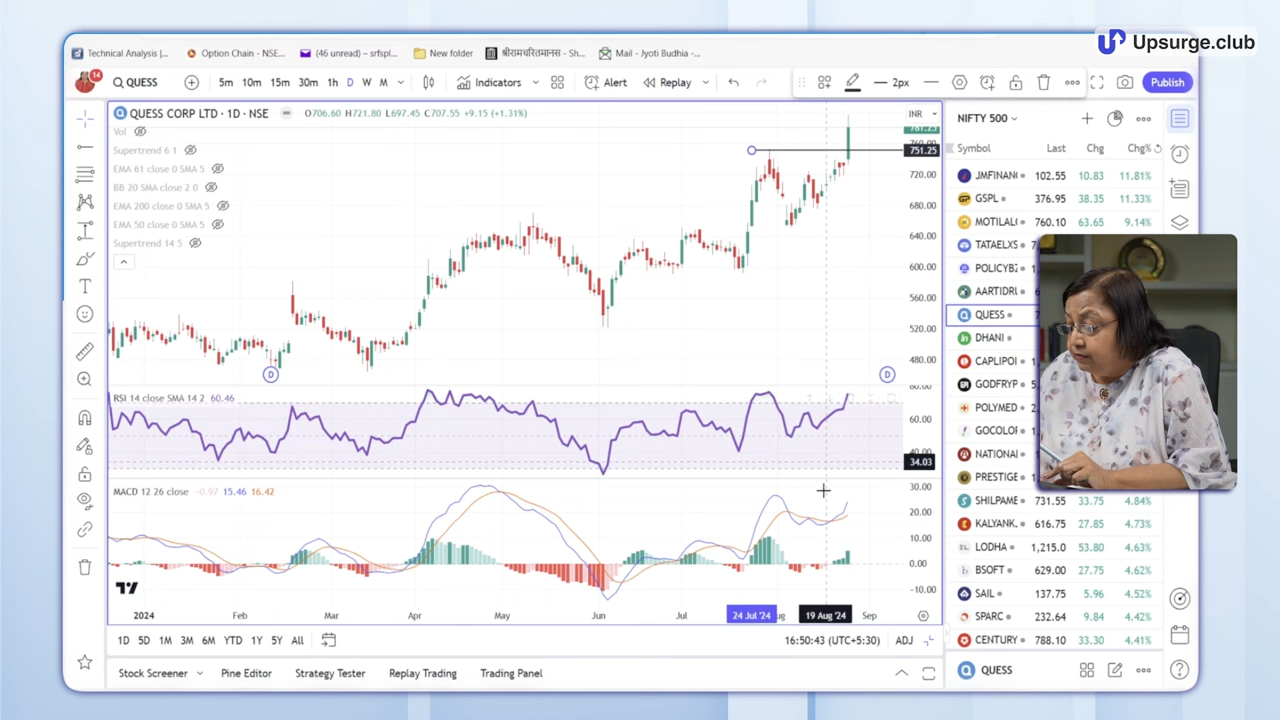 Upsurge.club
Technical Analysis |... Option Chain - NSE... (46 unread) – srfspl... New folder श्रीरामचरितमानस - Sh... Mail - Jyoti Budhia -...
14 QUESS 5m 10m 15m 30m 1h D W M Indicators Alert Replay 2px Publish
QUESS CORP LTD · 1D · NSE O706.60 H721.80 L697.45 C707.55 +9.15 (+1.31%) INR
Vol
Supertrend 6 1
EMA 61 close 0 SMA 5
BB 20 SMA close 2 0
EMA 200 close 0 SMA 5
EMA 50 close 0 SMA 5
Supertrend 14 5
751.25
720.00
680.00
640.00
600.00
560.00
520.00
480.00
D D
RSI 14 close SMA 14 2 60.46
80.00
60.00
34.03
MACD 12 26 close -0.97 15.46 16.42
30.00
20.00
10.00
0.00
−10.00
2024 Feb Mar Apr May Jun Jul 24 Jul '24 19 Aug '24 Sep
1D 5D 1M 3M 6M YTD 1Y 5Y All 16:50:43 (UTC+5:30) ADJ
Stock Screener Pine Editor Strategy Tester Replay Trading Trading Panel
NIFTY 500
Symbol Last Chg Chg%
JMFINAN 102.55 10.83 11.81%
GSPL 376.95 38.35 11.33%
MOTILAL 760.10 63.65 9.14%
TATAELXS
POLICYB
AARTIDRU
QUESS
DHANI
CAPLIPOI
GODFRYP
POLYMED
GOCOLO
NATIONAL
PRESTIGE
SHILPAME 731.55 33.75 4.84%
KALYANK 616.75 27.85 4.73%
LODHA 1,215.0 53.80 4.63%
BSOFT 629.00 27.75 4.62%
SAIL 137.75 5.96 4.52%
SPARC 232.64 9.84 4.42%
CENTURY 788.10 33.30 4.41%
QUESS